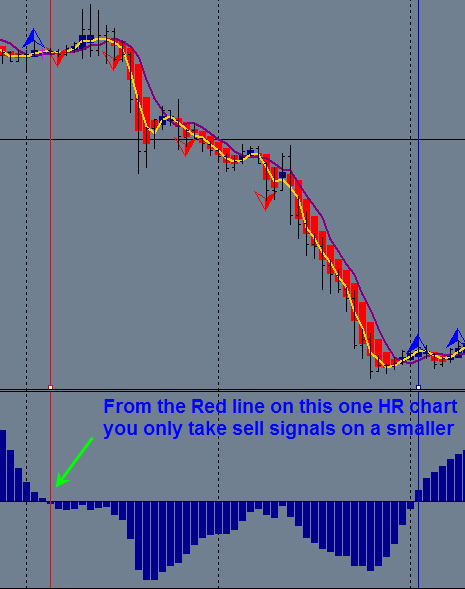 From the Red line on this one HR chart
you only take sell signals on a smaller